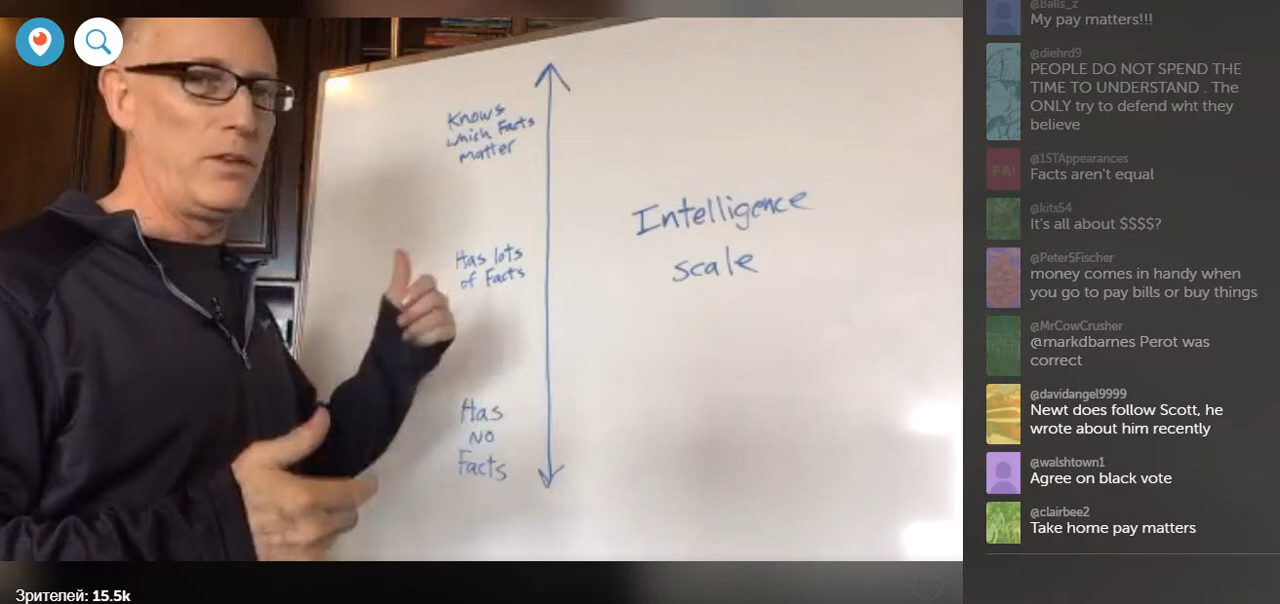 Knows
which Facts
matter
Has lots
of Facts
Has
NO
Facts
Intelligence
scale
@Balls_z
My pay matters!!!
@diehrd9
PEOPLE DO NOT SPEND THE
TIME TO UNDERSTAND . The
ONLY try to defend wht they
believe
FA!
@1STAppearances
Facts aren't equal
@kits54
It's all about $$$$?
@Peter5Fischer
money comes in handy when
you go to pay bills or buy things
@MrCowCrusher
@markdbarnes Perot was
correct
@davidangel9999
Newt does follow Scott, he
wrote about him recently
@walshtown1
Agree on black vote
@clairbee2
Take home pay matters
Зрителей: 15.5k